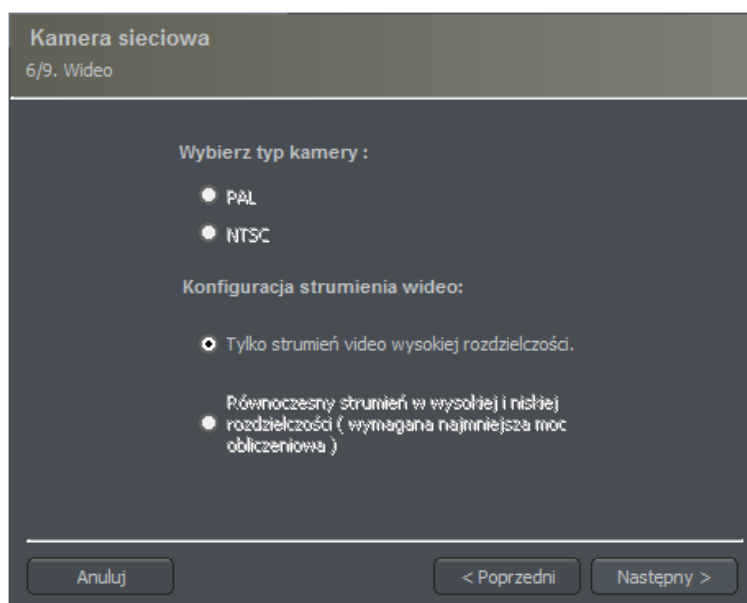 Kamera sieciowa
6/9. Wideo
Wybierz typ kamery :
PAL
NTSC
Konfiguracja strumienia wideo:
Tylko strumień video wysokiej rozdzielczości.
Równoczesny strumień w wysokiej i niskiej
rozdzielczości ( wymagana najmniejsza moc
obliczeniowa )
Anuluj
< Poprzedni
Następny >